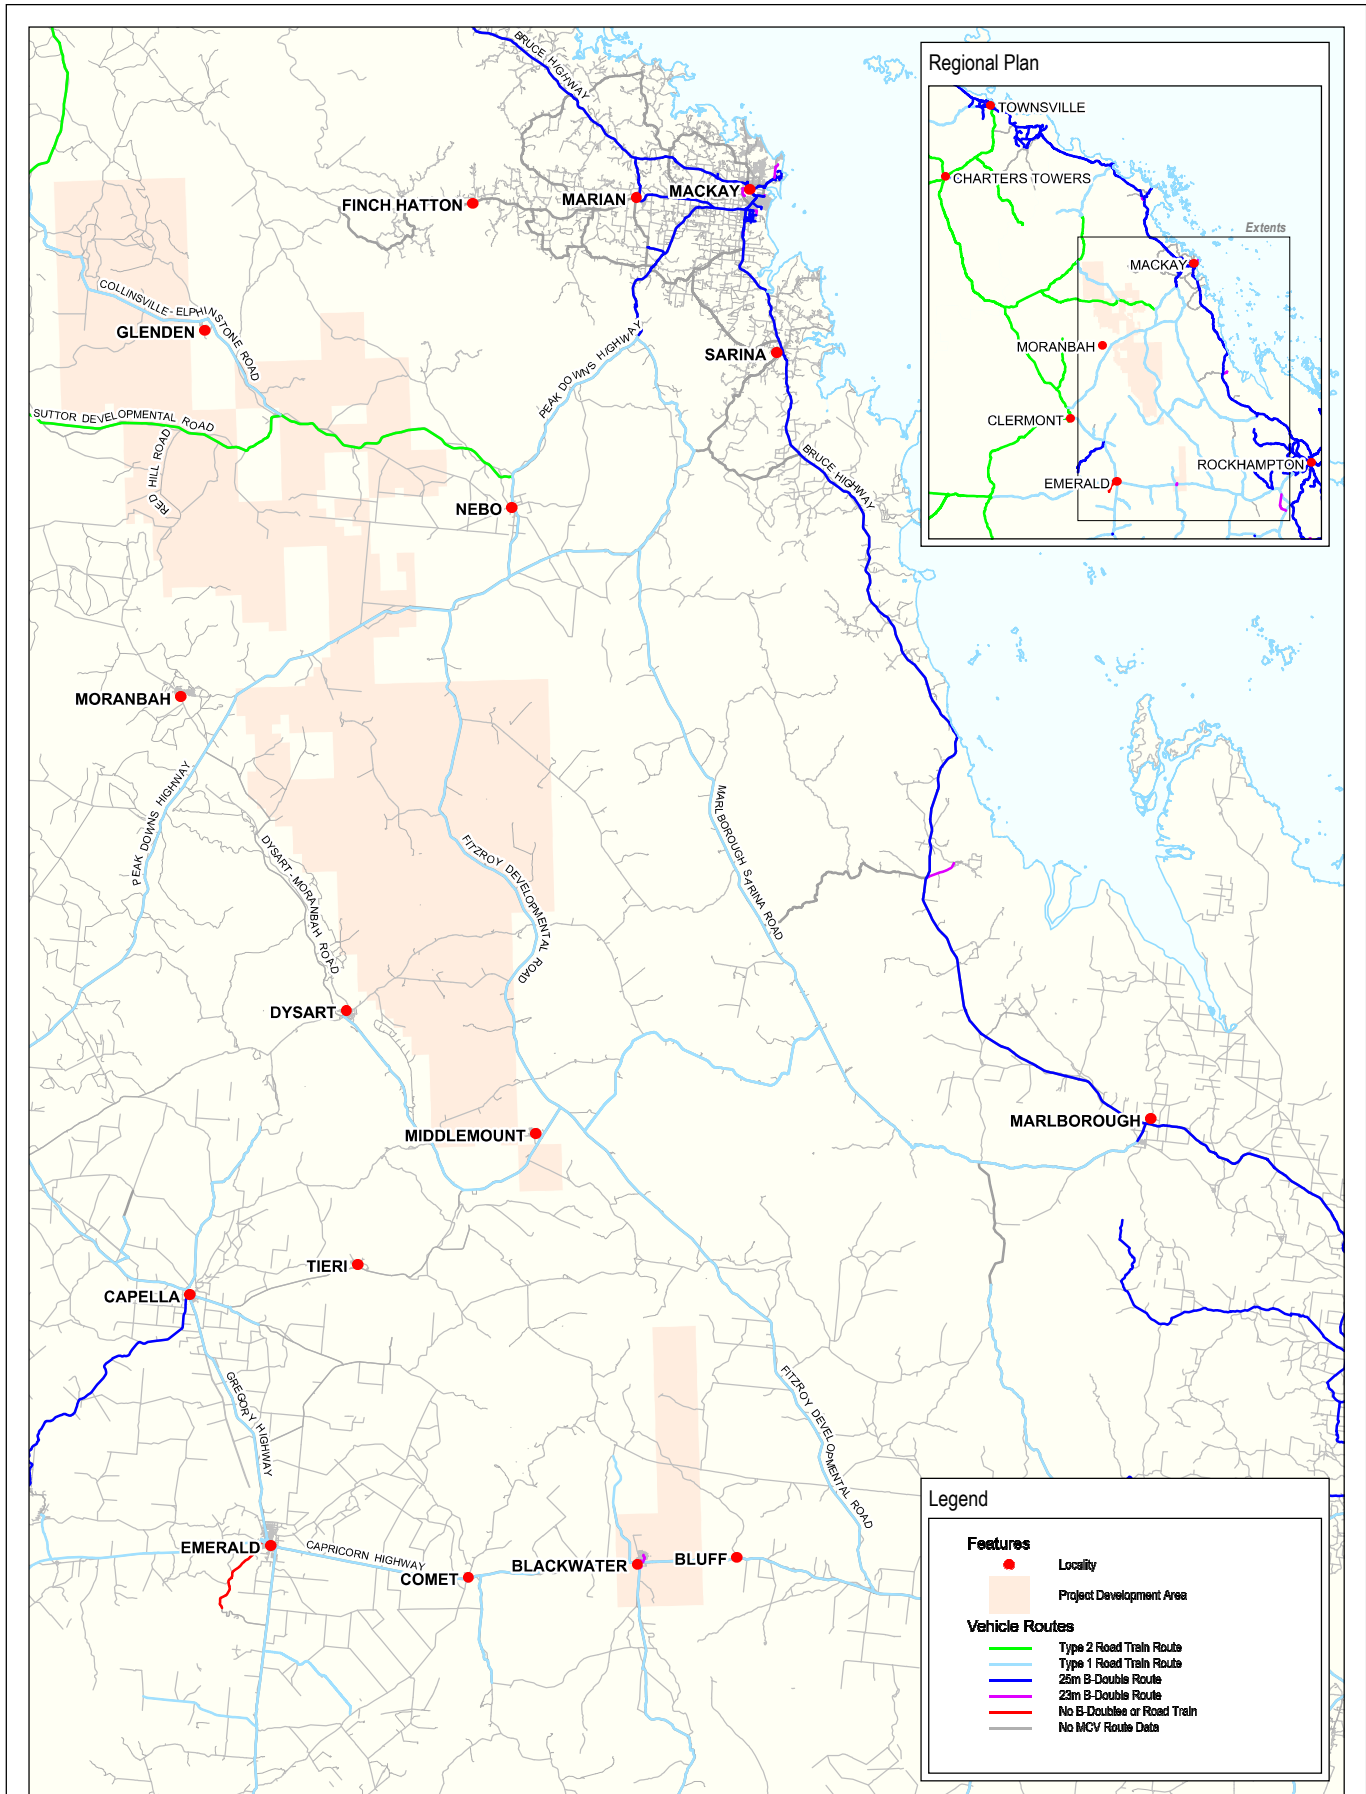 BRUCE HIGHWAY
Regional Plan
TOWNSVILLE
CHARTERS TOWERS
Extents
MACKAY
MORANBAH
CLERMONT
ROCKHAMPTON
EMERALD
FINCH HATTON
MARIAN
MACKAY
COLLINSVILLE-ELPHINSTONE ROAD
GLENDEN
PEAK DOWNS HIGHWAY
SARINA
SUTTOR DEVELOPMENTAL ROAD
RED HILL ROAD
BRUCE HIGHWAY
NEBO
MORANBAH
PEAK DOWNS HIGHWAY
DYSART-MORANBAH ROAD
FITZROY DEVELOPMENTAL ROAD
MARLBOROUGH SARINA ROAD
DYSART
MIDDLEMOUNT
MARLBOROUGH
TIERI
CAPELLA
GREGORY HIGHWAY
FITZROY DEVELOPMENTAL ROAD
EMERALD
CAPRICORN HIGHWAY
COMET
BLACKWATER
BLUFF
Legend
Features
Locality
Project Development Area
Vehicle Routes
Type 2 Road Train Route
Type 1 Road Train Route
25m B-Double Route
23m B-Double Route
No B-Doubles or Road Train
No MCV Route Data